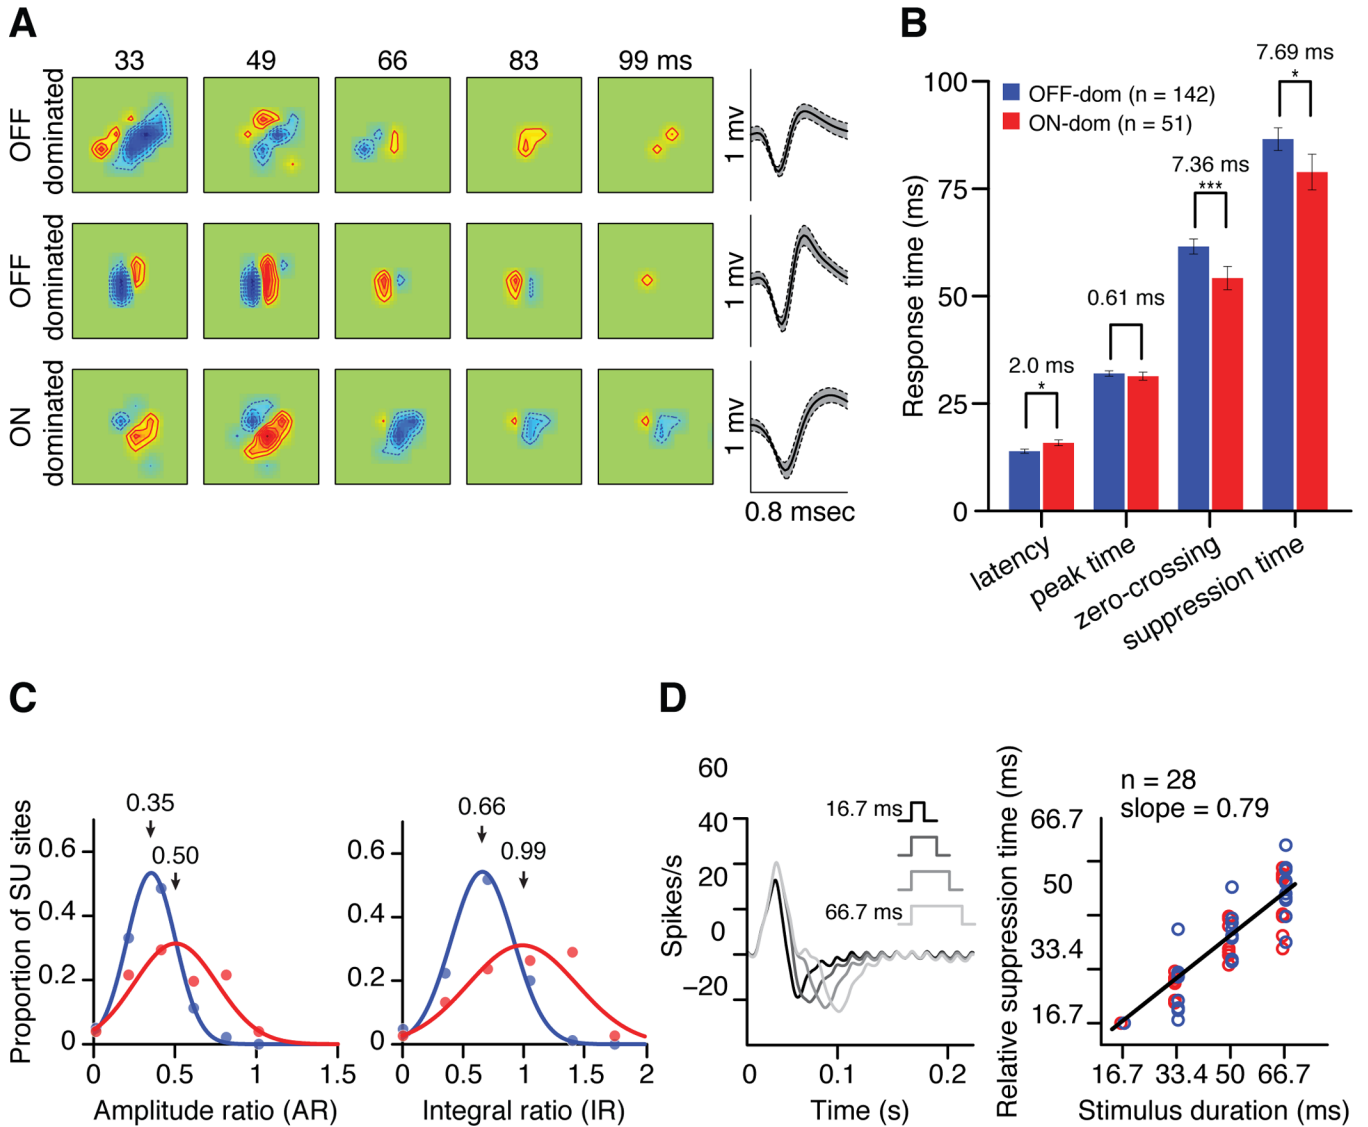 A
33 49 66 83 99 ms
OFF
dominated
1 mv
OFF
dominated
1 mv
ON
dominated
1 mv
0.8 msec
B
Response time (ms)
100
75
50
25
0
OFF-dom (n = 142)
ON-dom (n = 51)
2.0 ms
*
0.61 ms
7.36 ms
***
7.69 ms
*
latency
peak time
zero-crossing
suppression time
C
Proportion of SU sites
0.6
0.4
0.2
0
0.35
0.50
0 0.5 1 1.5
Amplitude ratio (AR)
0.6
0.4
0.2
0
0.66
0.99
0 0.5 1 1.5 2
Integral ratio (IR)
D
Spikes/s
60
40
20
0
−20
16.7 ms
66.7 ms
0 0.1 0.2
Time (s)
Relative suppression time (ms)
n = 28
slope = 0.79
66.7
50
33.4
16.7
16.7 33.4 50 66.7
Stimulus duration (ms)